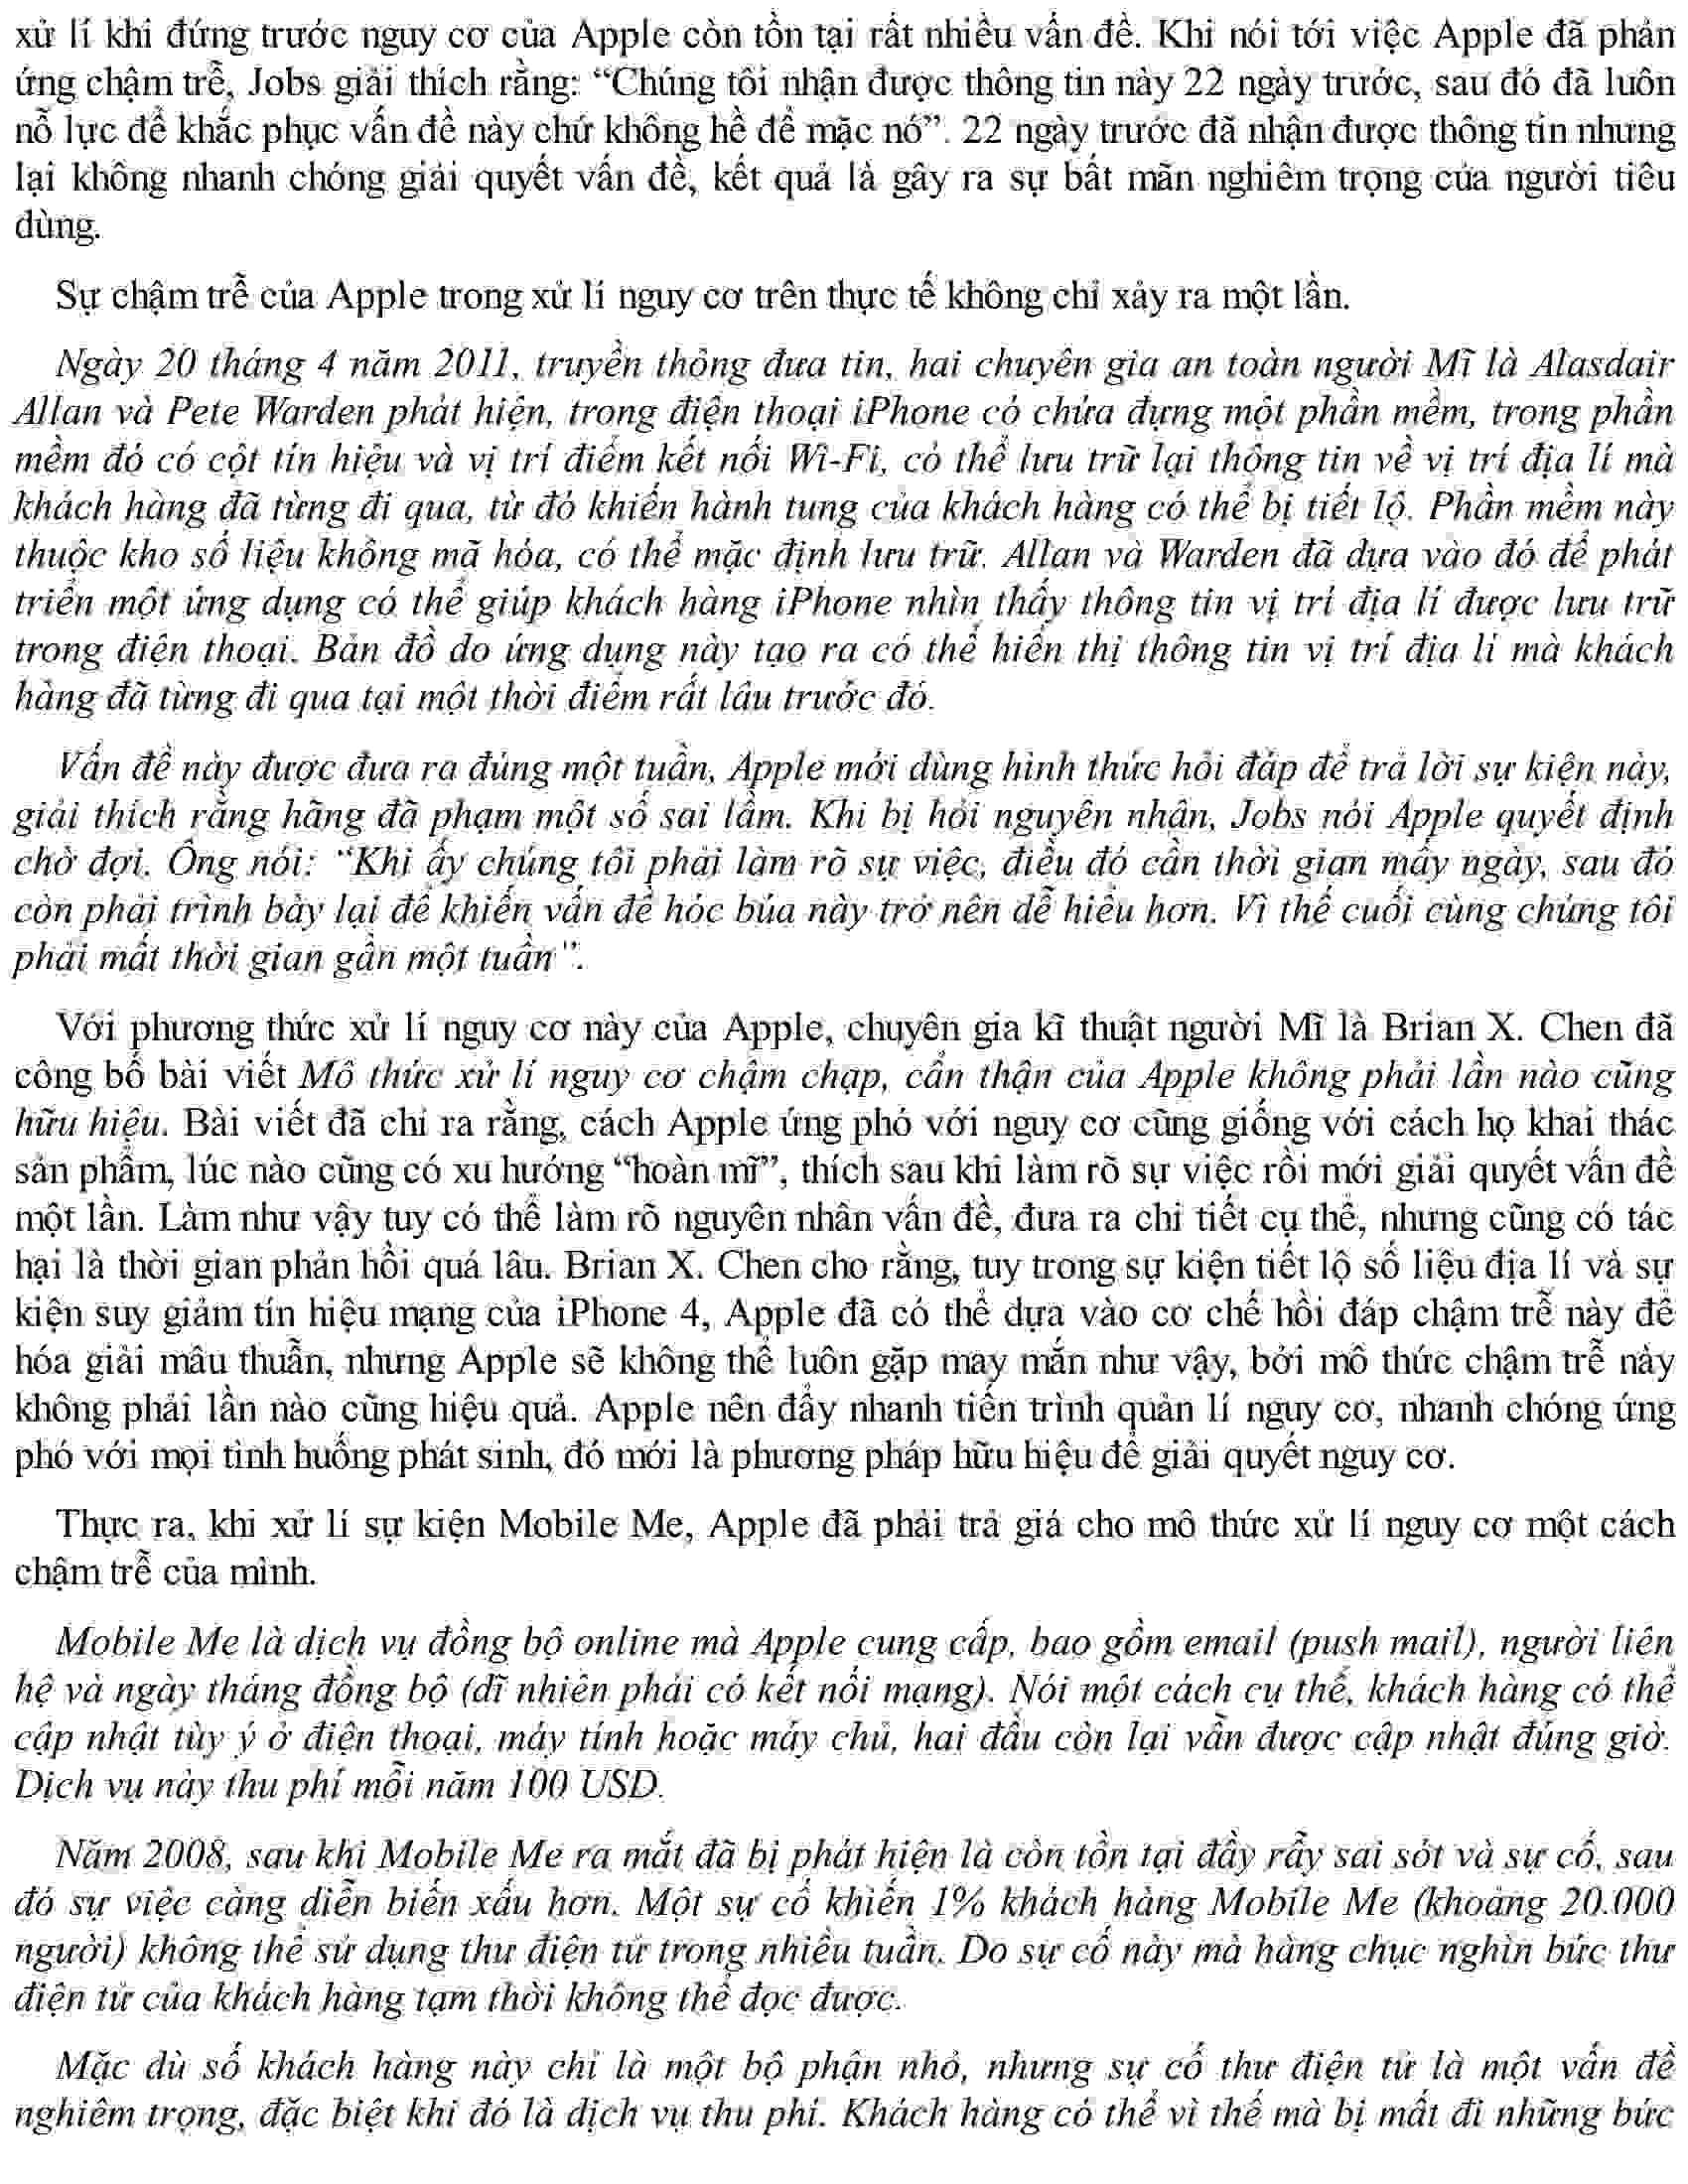 xử lí khi đứng trước nguy cơ của Apple còn tồn tại rất nhiều vấn đề. Khi nói tới việc Apple đã phản
ứng chậm trễ, Jobs giải thích rằng: “Chúng tôi nhận được thông tin này 22 ngày trước, sau đó đã luôn
nỗ lực để khắc phục vấn đề này chứ không hề để mặc nó”. 22 ngày trước đã nhận được thông tin nhưng
lại không nhanh chóng giải quyết vấn đề, kết quả là gây ra sự bất mãn nghiêm trọng của người tiêu
dùng.
Sự chậm trễ của Apple trong xử lí nguy cơ trên thực tế không chỉ xảy ra một lần.
Ngày 20 tháng 4 năm 2011, truyền thông đưa tin, hai chuyên gia an toàn người Mĩ là Alasdair
Allan và Pete Warden phát hiện, trong điện thoại iPhone có chứa đựng một phần mềm, trong phần
mềm đó có cột tín hiệu và vị trí điểm kết nối Wi-Fi, có thể lưu trữ lại thông tin về vị trí địa lí mà
khách hàng đã từng đi qua, từ đó khiến hành tung của khách hàng có thể bị tiết lộ. Phần mềm này
thuộc kho số liệu không mã hóa, có thể mặc định lưu trữ. Allan và Warden đã dựa vào đó để phát
triển một ứng dụng có thể giúp khách hàng iPhone nhìn thấy thông tin vị trí địa lí được lưu trữ
trong điện thoại. Bản đồ do ứng dụng này tạo ra có thể hiển thị thông tin vị trí địa lí mà khách
hàng đã từng đi qua tại một thời điểm rất lâu trước đó.
Vấn đề này được đưa ra đúng một tuần, Apple mới dùng hình thức hỏi đáp để trả lời sự kiện này,
giải thích rằng hãng đã phạm một số sai lầm. Khi bị hỏi nguyên nhân, Jobs nói Apple quyết định
chờ đợi. Ông nói: “Khi ấy chúng tôi phải làm rõ sự việc, điều đó cần thời gian mấy ngày, sau đó
còn phải trình bày lại để khiến vấn đề hóc búa này trở nên dễ hiểu hơn. Vì thế cuối cùng chúng tôi
phải mất thời gian gần một tuần”.
Với phương thức xử lí nguy cơ này của Apple, chuyên gia kĩ thuật người Mĩ là Brian X. Chen đã
công bố bài viết Mô thức xử lí nguy cơ chậm chạp, cẩn thận của Apple không phải lần nào cũng
hữu hiệu. Bài viết đã chỉ ra rằng, cách Apple ứng phó với nguy cơ cũng giống với cách họ khai thác
sản phẩm, lúc nào cũng có xu hướng “hoàn mĩ”, thích sau khi làm rõ sự việc rồi mới giải quyết vấn đề
một lần. Làm như vậy tuy có thể làm rõ nguyên nhân vấn đề, đưa ra chi tiết cụ thể, nhưng cũng có tác
hại là thời gian phản hồi quá lâu. Brian X. Chen cho rằng, tuy trong sự kiện tiết lộ số liệu địa lí và sự
kiện suy giảm tín hiệu mạng của iPhone 4, Apple đã có thể dựa vào cơ chế hồi đáp chậm trễ này để
hóa giải mâu thuẫn, nhưng Apple sẽ không thể luôn gặp may mắn như vậy, bởi mô thức chậm trễ này
không phải lần nào cũng hiệu quả. Apple nên đẩy nhanh tiến trình quản lí nguy cơ, nhanh chóng ứng
phó với mọi tình huống phát sinh, đó mới là phương pháp hữu hiệu để giải quyết nguy cơ.
Thực ra, khi xử lí sự kiện Mobile Me, Apple đã phải trả giá cho mô thức xử lí nguy cơ một cách
chậm trễ của mình.
Mobile Me là dịch vụ đồng bộ online mà Apple cung cấp, bao gồm email (push mail), người liên
hệ và ngày tháng đồng bộ (dĩ nhiên phải có kết nối mạng). Nói một cách cụ thể, khách hàng có thể
cập nhật tùy ý ở điện thoại, máy tính hoặc máy chủ, hai đầu còn lại vẫn được cập nhật đúng giờ.
Dịch vụ này thu phí mỗi năm 100 USD.
Năm 2008, sau khi Mobile Me ra mắt đã bị phát hiện là còn tồn tại đầy rẫy sai sót và sự cố, sau
đó sự việc càng diễn biến xấu hơn. Một sự cố khiến 1% khách hàng Mobile Me (khoảng 20.000
người) không thể sử dụng thư điện tử trong nhiều tuần. Do sự cố này mà hàng chục nghìn bức thư
điện tử của khách hàng tạm thời không thể đọc được.
Mặc dù số khách hàng này chỉ là một bộ phận nhỏ, nhưng sự cố thư điện tử là một vấn đề
nghiêm trọng, đặc biệt khi đó là dịch vụ thu phí. Khách hàng có thể vì thế mà bị mất đi những bức